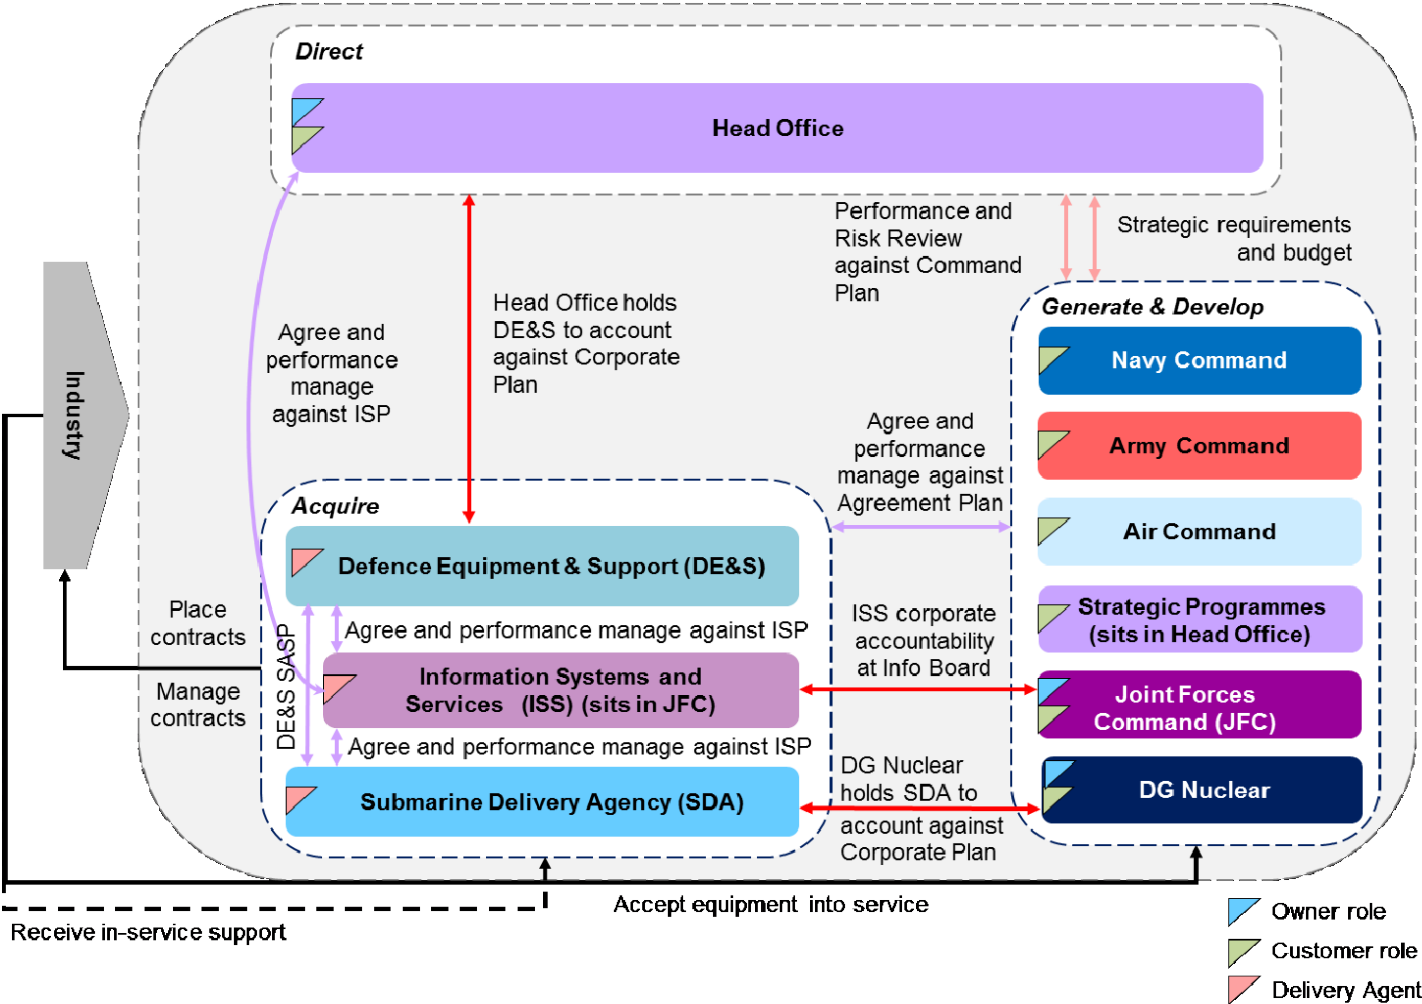 Direct
Head Office
Performance and
Risk Review
against Command
Plan
Strategic requirements
and budget
Head Office holds
DE&S to account
against Corporate
Plan
Agree and
performance
manage
against ISP
Industry
Generate & Develop
Navy Command
Army Command
Air Command
Strategic Programmes
(sits in Head Office)
Joint Forces
Command (JFC)
DG Nuclear
Agree and
performance
manage against
Agreement Plan
Acquire
Defence Equipment & Support (DE&S)
Agree and performance manage against ISP
DE&S SASP
Information Systems and
Services (ISS) (sits in JFC)
Agree and performance manage against ISP
Submarine Delivery Agency (SDA)
ISS corporate
accountability
at Info Board
DG Nuclear
holds SDA to
account against
Corporate Plan
Place
contracts
Manage
contracts
Accept equipment into service
Receive in-service support
Owner role
Customer role
Delivery Agent